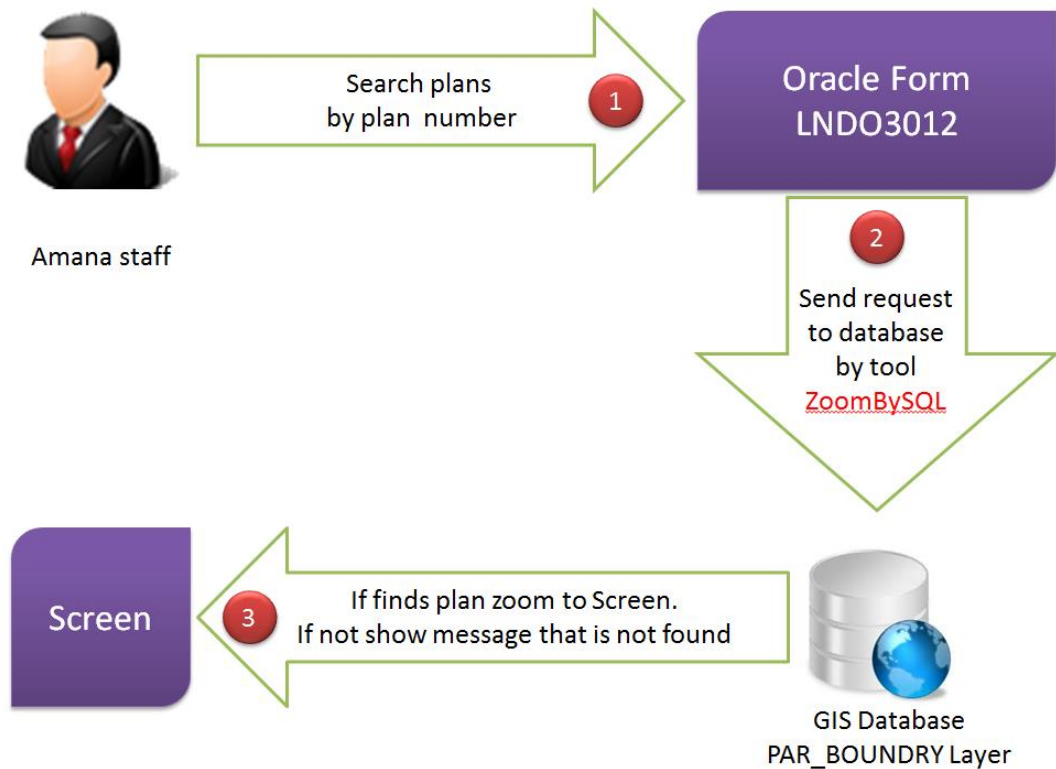 Search plans
by plan number
1
Oracle Form
LNDO3012
Amana staff
2
Send request
to database
by tool
ZoomBySQL
Screen
3
If finds plan zoom to Screen.
If not show message that is not found
GIS Database
PAR_BOUNDRY Layer